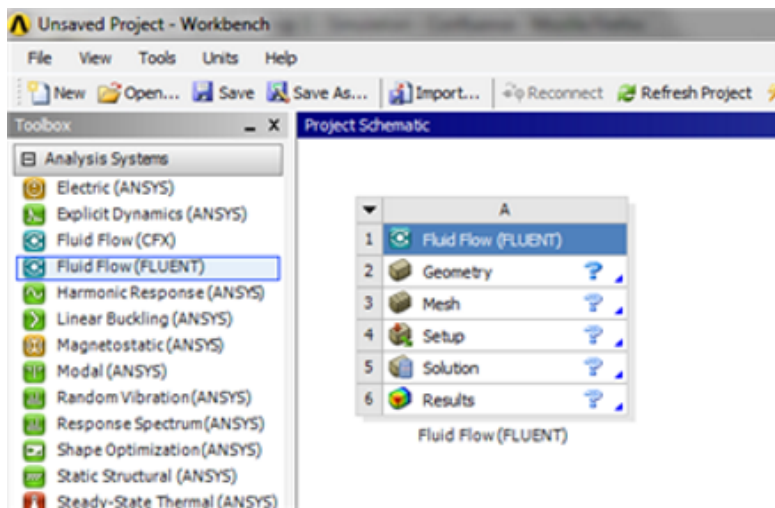 Unsaved Project - Workbench
File View Tools Units Help
New Open... Save Save As... Import... Reconnect Refresh Project
Toolbox
Project Schematic
Analysis Systems
Electric (ANSYS)
Explicit Dynamics (ANSYS)
Fluid Flow (CFX)
Fluid Flow (FLUENT)
Harmonic Response (ANSYS)
Linear Buckling (ANSYS)
Magnetostatic (ANSYS)
Modal (ANSYS)
Random Vibration (ANSYS)
Response Spectrum (ANSYS)
Shape Optimization (ANSYS)
Static Structural (ANSYS)
Steady-State Thermal (ANSYS)
A
1 Fluid Flow (FLUENT)
2 Geometry ?
3 Mesh ?
4 Setup ?
5 Solution ?
6 Results ?
Fluid Flow (FLUENT)